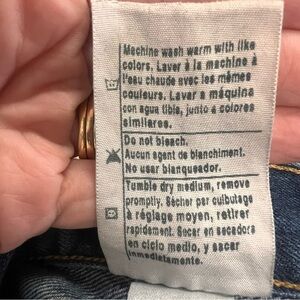 Machine wash warm with like
colors. Laver à la machine à
l'eau chaude avec les mêmes
couleurs. Lavar a máquina
con agua tibia, junto a colores
similares.
Do not bleach.
Aucun agent de blanchiment.
No usar blanqueador.
Tumble dry medium, remove
promptly. Sécher par culbutage
à réglage moyen, retirer
rapidement. Secar en secadora
en ciclo medio, y sacar
inmediatamente.